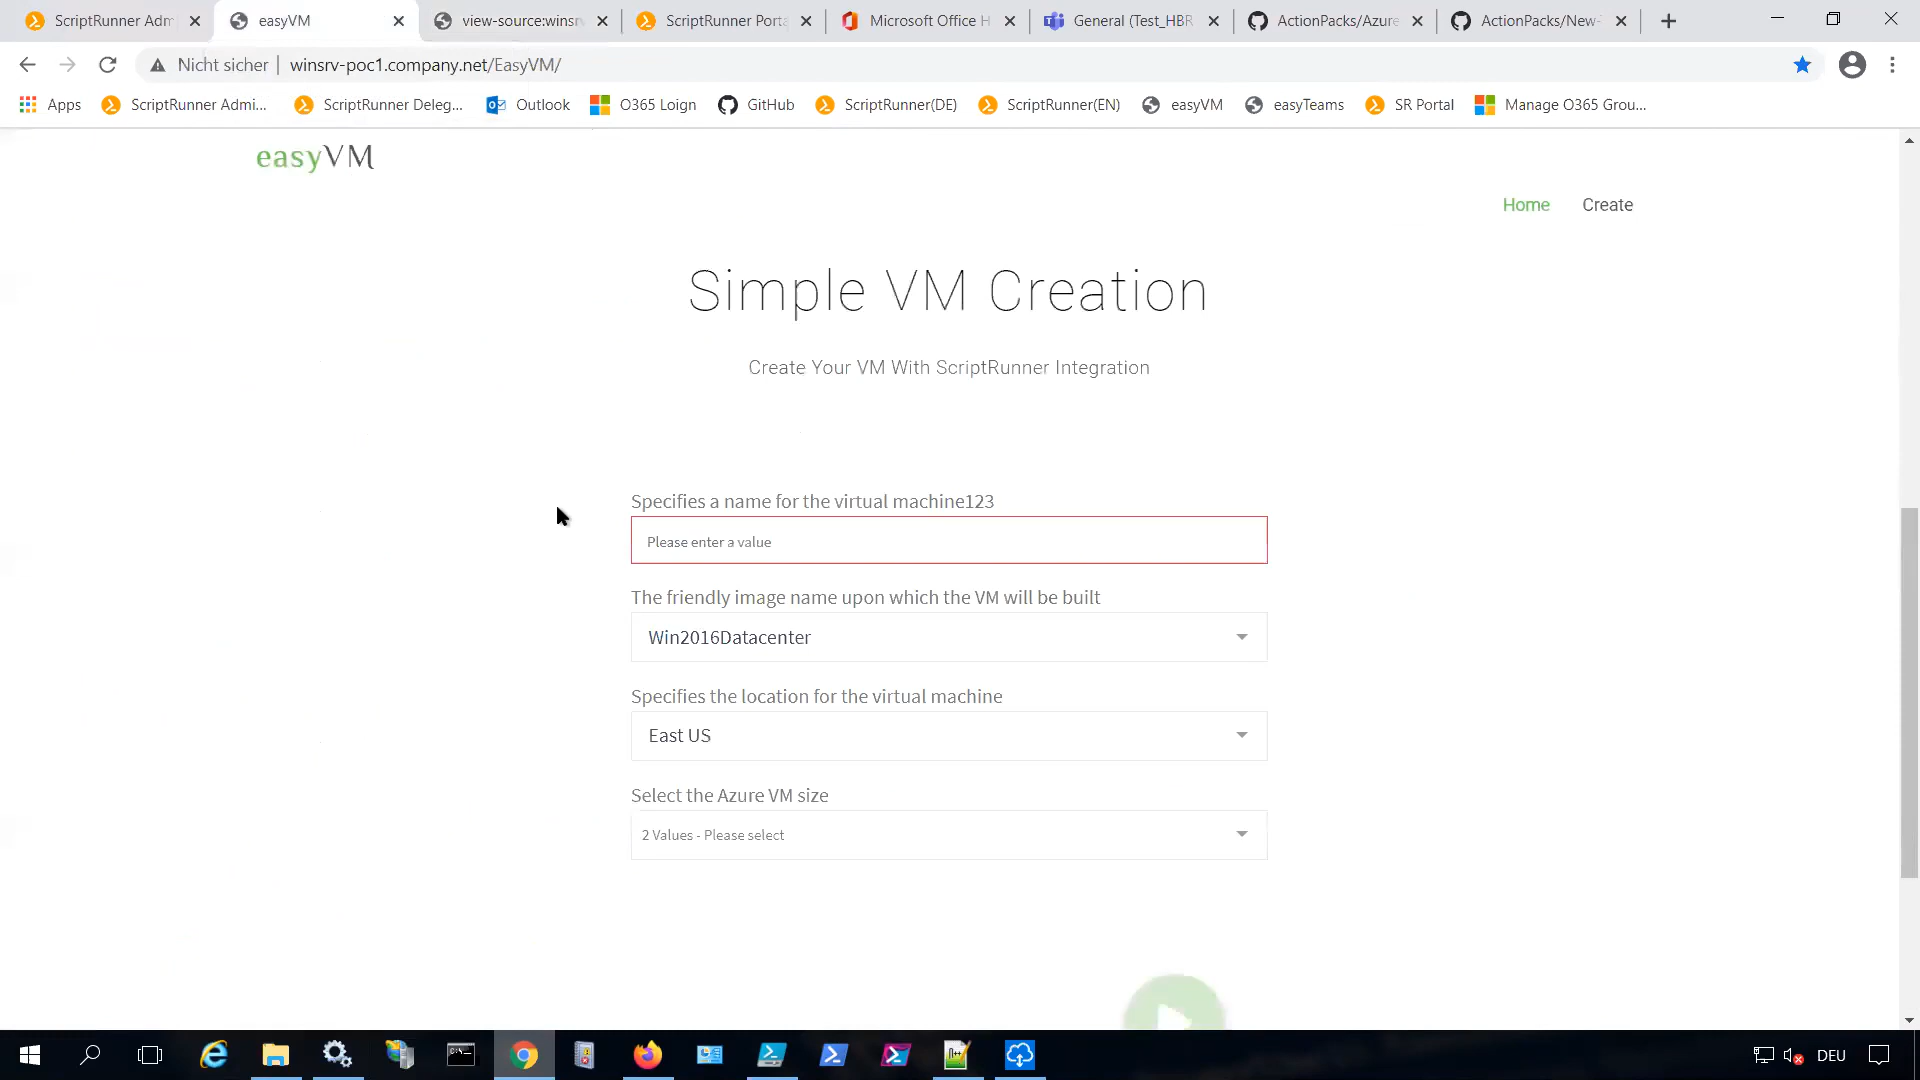 ScriptRunner Adm
easyVM
view-source:winsrv
ScriptRunner Porta
Microsoft Office H
General (Test_HBR
ActionPacks/Azure
ActionPacks/New-
Nicht sicher
winsrv-poc1.company.net/EasyVM/
Apps
ScriptRunner Admi...
ScriptRunner Deleg...
Outlook
O365 Loign
GitHub
ScriptRunner(DE)
ScriptRunner(EN)
easyVM
easyTeams
SR Portal
Manage O365 Grou...
easyVM
Home
Create
Simple VM Creation
Create Your VM With ScriptRunner Integration
Specifies a name for the virtual machine123
Please enter a value
The friendly image name upon which the VM will be built
Win2016Datacenter
Specifies the location for the virtual machine
East US
Select the Azure VM size
2 Values - Please select
DEU